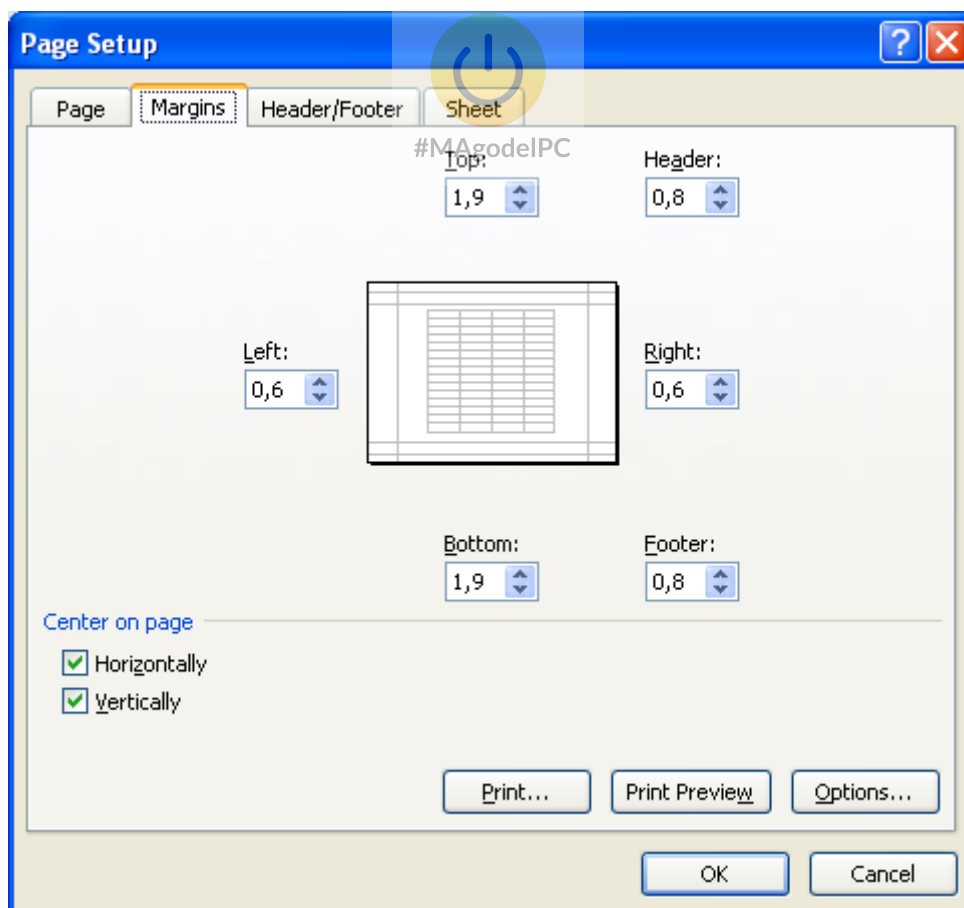 Page Setup
Page Margins Header/Footer Sheet
#MAgodelPC
Top: Header:
1,9 0,8
Left: Right:
0,6 0,6
Bottom: Footer:
1,9 0,8
Center on page
Horizontally
Vertically
Print... Print Preview Options...
OK Cancel